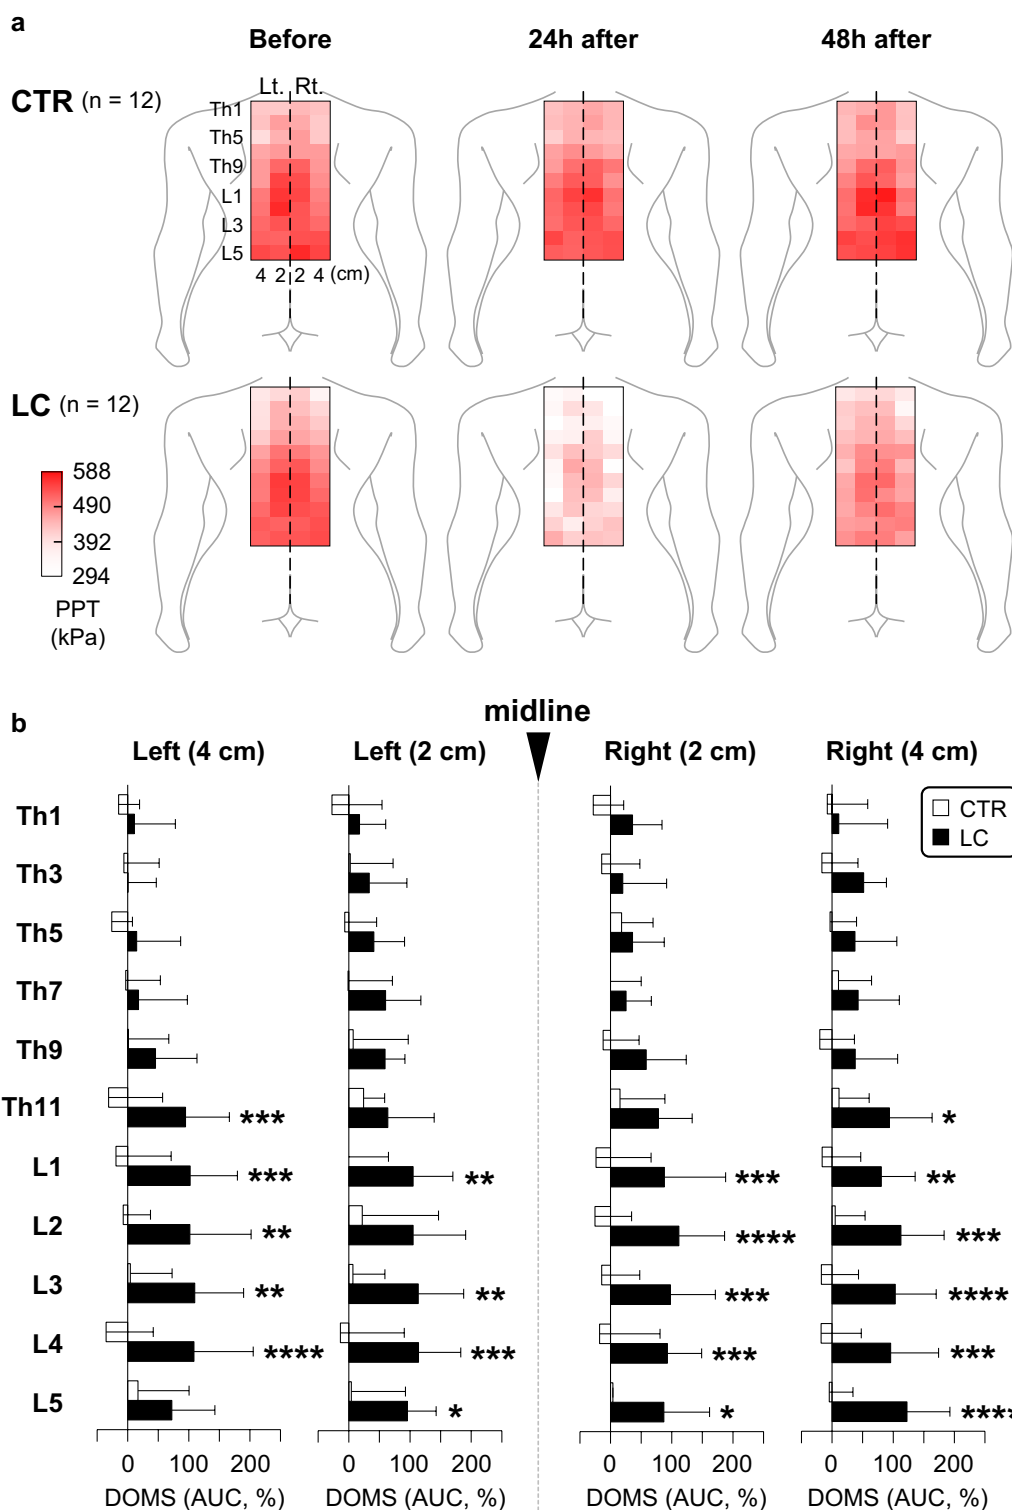 a
Before 24h after 48h after
CTR (n = 12)
Lt. Rt.
Th1
Th5
Th9
L1
L3
L5
4 2 2 4 (cm)
LC (n = 12)
588
490
392
294
PPT
(kPa)
b
midline
Left (4 cm) Left (2 cm) Right (2 cm) Right (4 cm)
CTR
LC
Th1
Th3
Th5
Th7
Th9
Th11 *** *
L1 *** ** *** **
L2 ** **** ***
L3 ** ** *** ****
L4 **** *** *** ***
L5 * * ****
0 100 200 0 100 200 0 100 200 0 100 200
DOMS (AUC, %) DOMS (AUC, %) DOMS (AUC, %) DOMS (AUC, %)